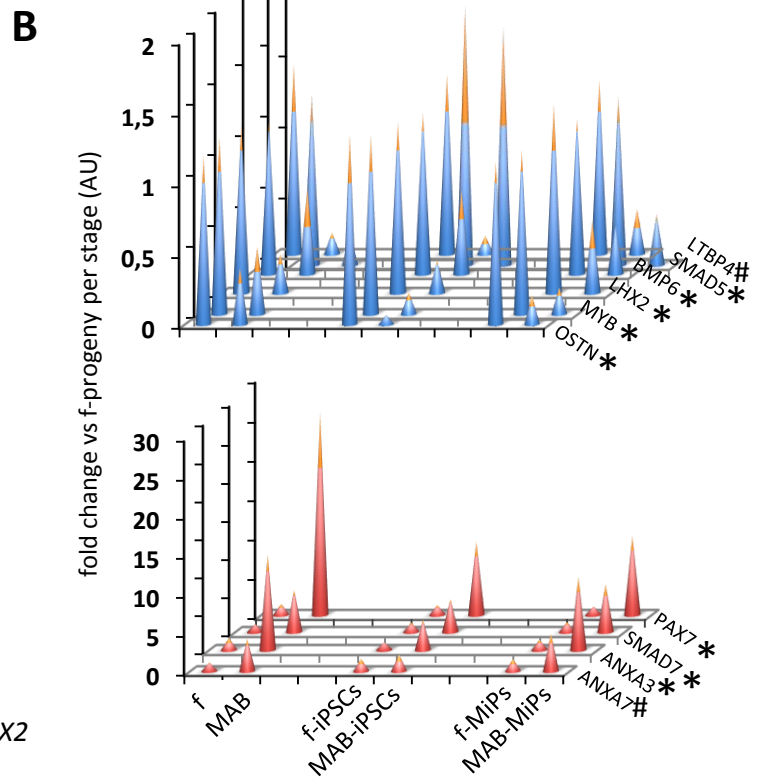 B
fold change vs f-progeny per stage (AU)
2
1,5
1
0,5
0
LTBP4#
SMAD5*
BMP6*
LHX2*
MYB*
OSTN*
30
25
20
15
10
5
0
PAX7*
SMAD7*
ANXA3*
ANXA7#
f
MAB
f-iPSCs
MAB-iPSCs
f-MiPs
MAB-MiPs
X2